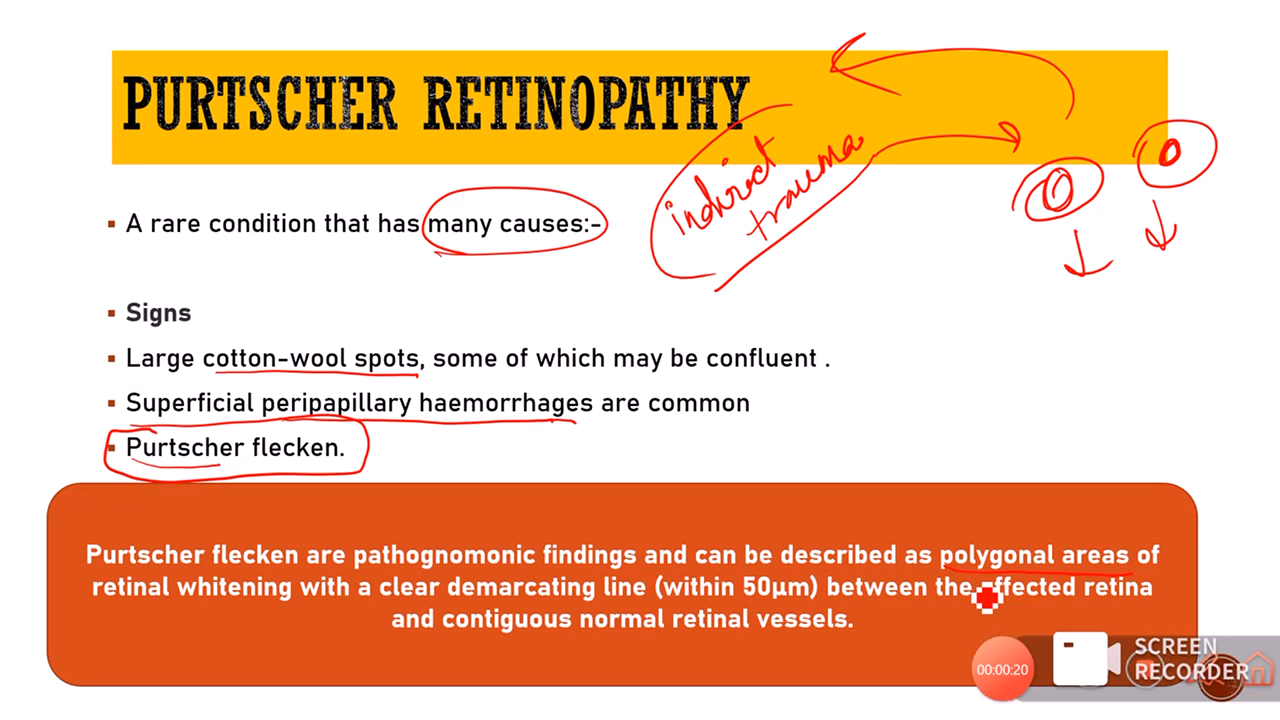 PURTSCHER RETINOPATHY
indirect
trauma
A rare condition that has many causes:-
Signs
Large cotton-wool spots, some of which may be confluent .
Superficial peripapillary haemorrhages are common
Purtscher flecken.
Purtscher flecken are pathognomonic findings and can be described as polygonal areas of
retinal whitening with a clear demarcating line (within 50µm) between the affected retina
and contiguous normal retinal vessels.
00:00:20
SCREEN
RECORDER